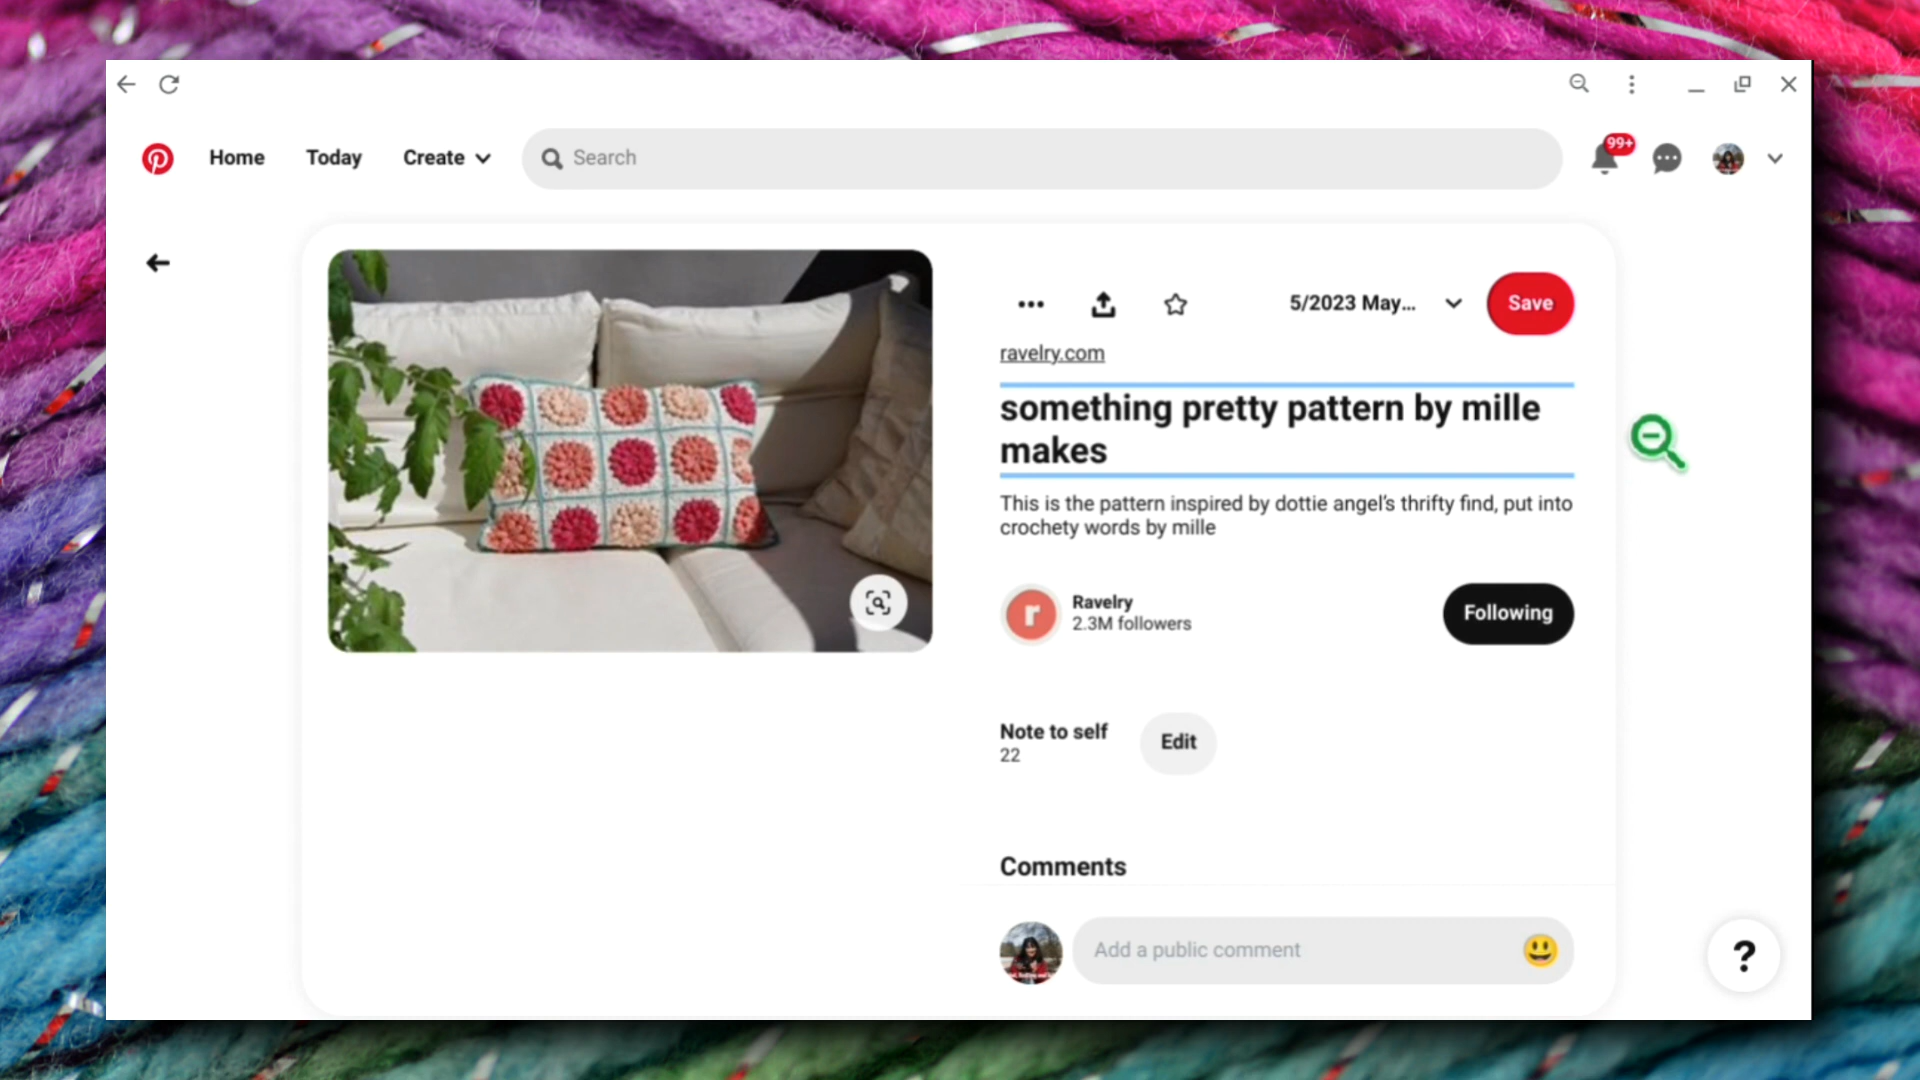 Home Today Create Search 99+
5/2023 May... Save
ravelry.com
something pretty pattern by mille
makes
This is the pattern inspired by dottie angel's thrifty find, put into
crochety words by mille
r Ravelry
2.3M followers
Following
Note to self
22
Edit
Comments
Add a public comment
?